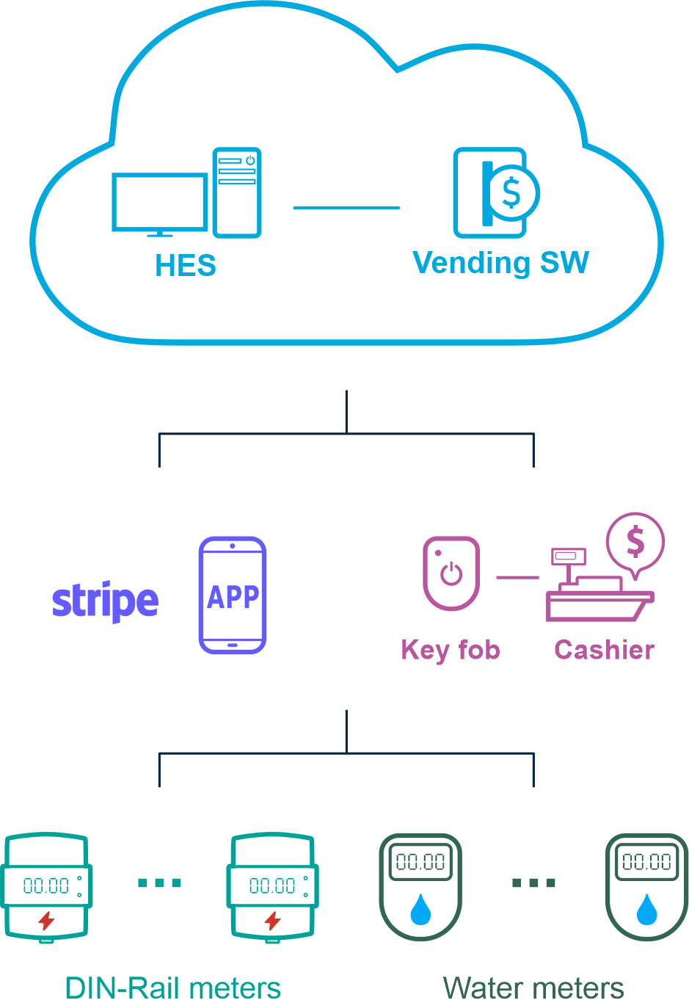 $
HES
Vending SW
$
stripe
APP
Key fob
Cashier
00.00
00.00
00.00
00.00
DIN-Rail meters
Water meters